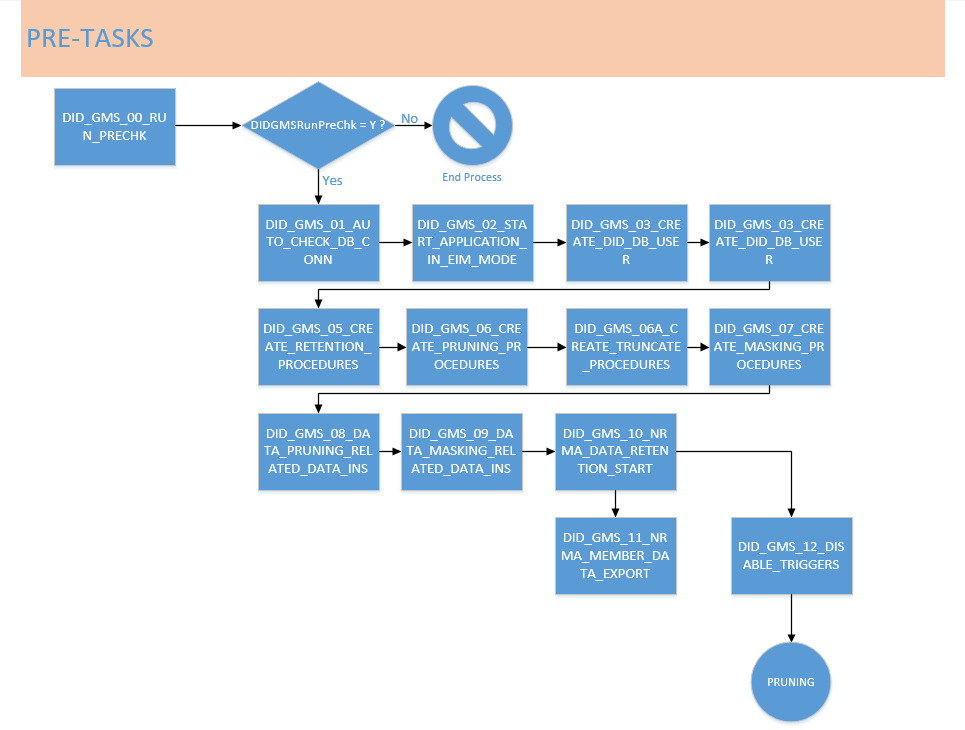 PRE-TASKS
DID_GMS_00_RU
N_PRECHK
DIDGMSRunPreChk = Y ?
No
End Process
Yes
DID_GMS_01_AU
TO_CHECK_DB_C
ONN
DID_GMS_02_STA
RT_APPLICATION_
IN_EIM_MODE
DID_GMS_03_CRE
ATE_DID_DB_USE
R
DID_GMS_03_CRE
ATE_DID_DB_USE
R
DID_GMS_05_CRE
ATE_RETENTION_
PROCEDURES
DID_GMS_06_CRE
ATE_PRUNING_PR
OCEDURES
DID_GMS_06A_C
REATE_TRUNCATE
_PROCEDURES
DID_GMS_07_CRE
ATE_MASKING_PR
OCEDURES
DID_GMS_08_DA
TA_PRUNING_REL
ATED_DATA_INS
DID_GMS_09_DA
TA_MASKING_REL
ATED_DATA_INS
DID_GMS_10_NR
MA_DATA_RETEN
TION_START
DID_GMS_11_NR
MA_MEMBER_DA
TA_EXPORT
DID_GMS_12_DIS
ABLE_TRIGGERS
PRUNING